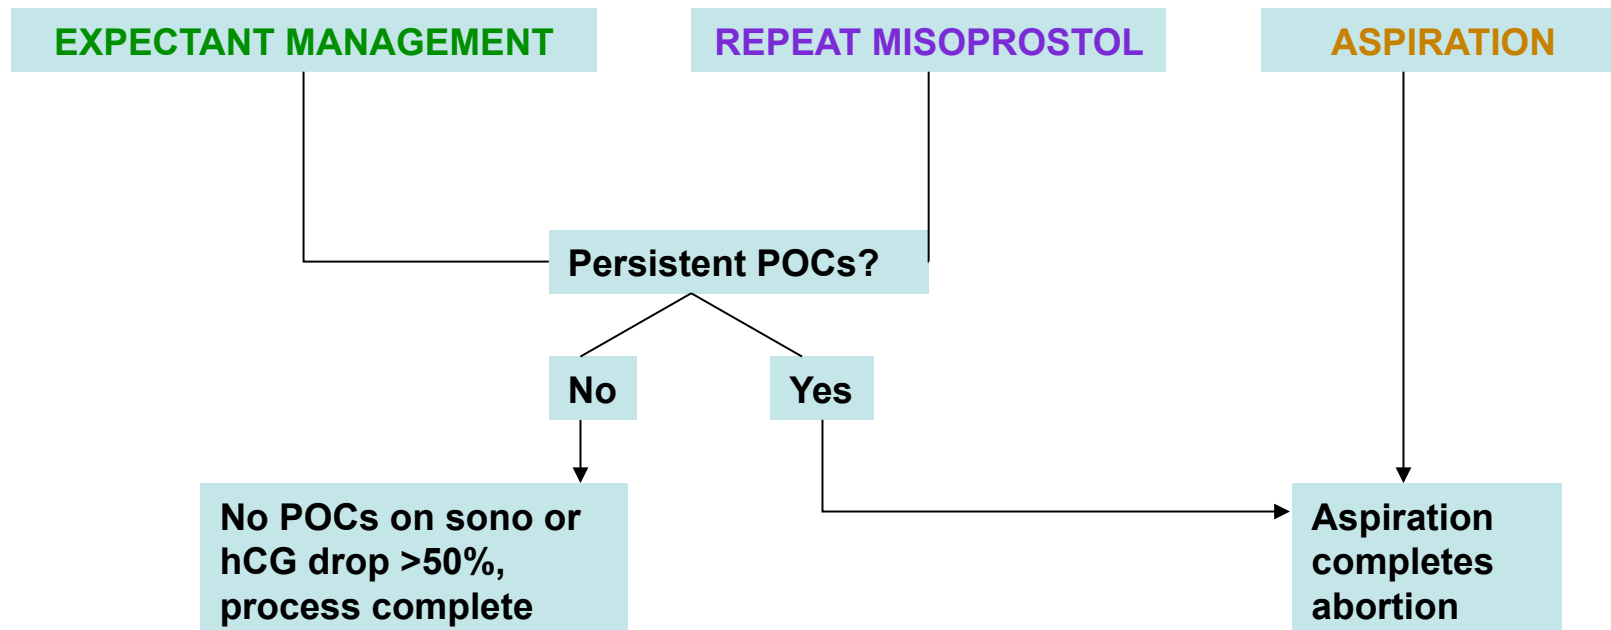 EXPECTANT MANAGEMENT
REPEAT MISOPROSTOL
ASPIRATION
Persistent POCs?
No
Yes
No POCs on sono or
hCG drop >50%,
process complete
Aspiration
completes
abortion